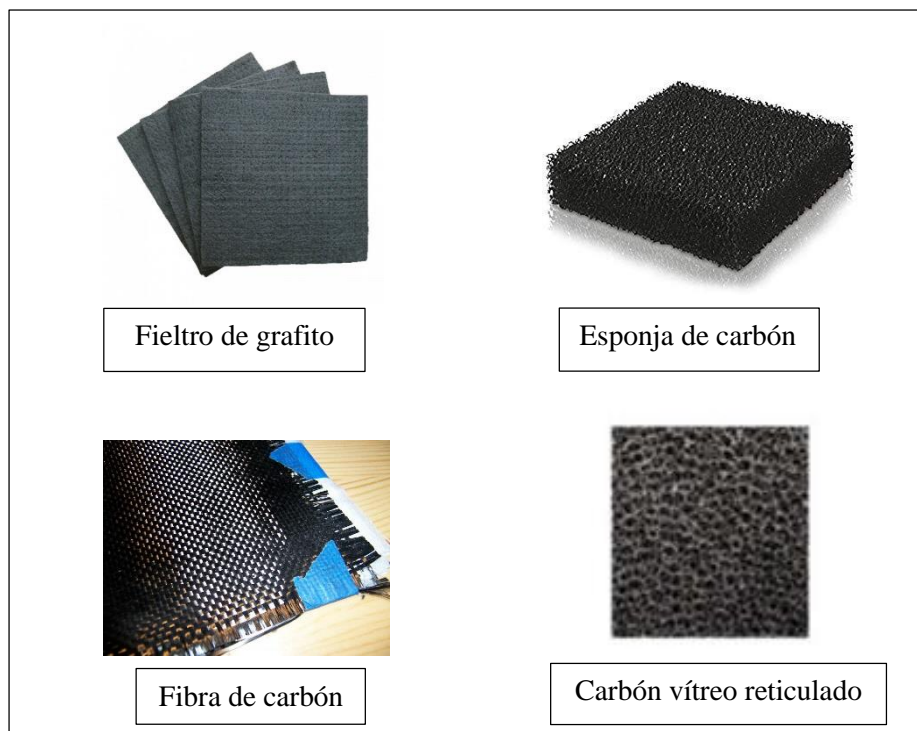 Fieltro de grafito
Esponja de carbón
Fibra de carbón
Carbón vítreo reticulado